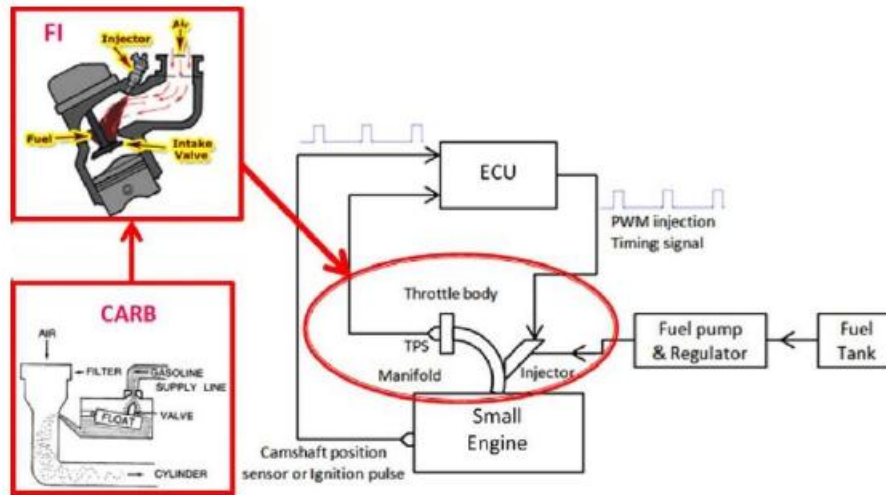 FI
Air
Injector
Fuel
Intake
Valve
CARB
AIR
FILTER
GASOLINE
SUPPLY LINE
FLOAT
VALVE
CYLINDER
ECU
PWM iinjection
Timing signal
Throttle body
TPS
Manifold
Injector
Fuel pump
& Regulator
Fuel
Tank
Small
Engine
Camshaft position
sensor or Ignition pulse